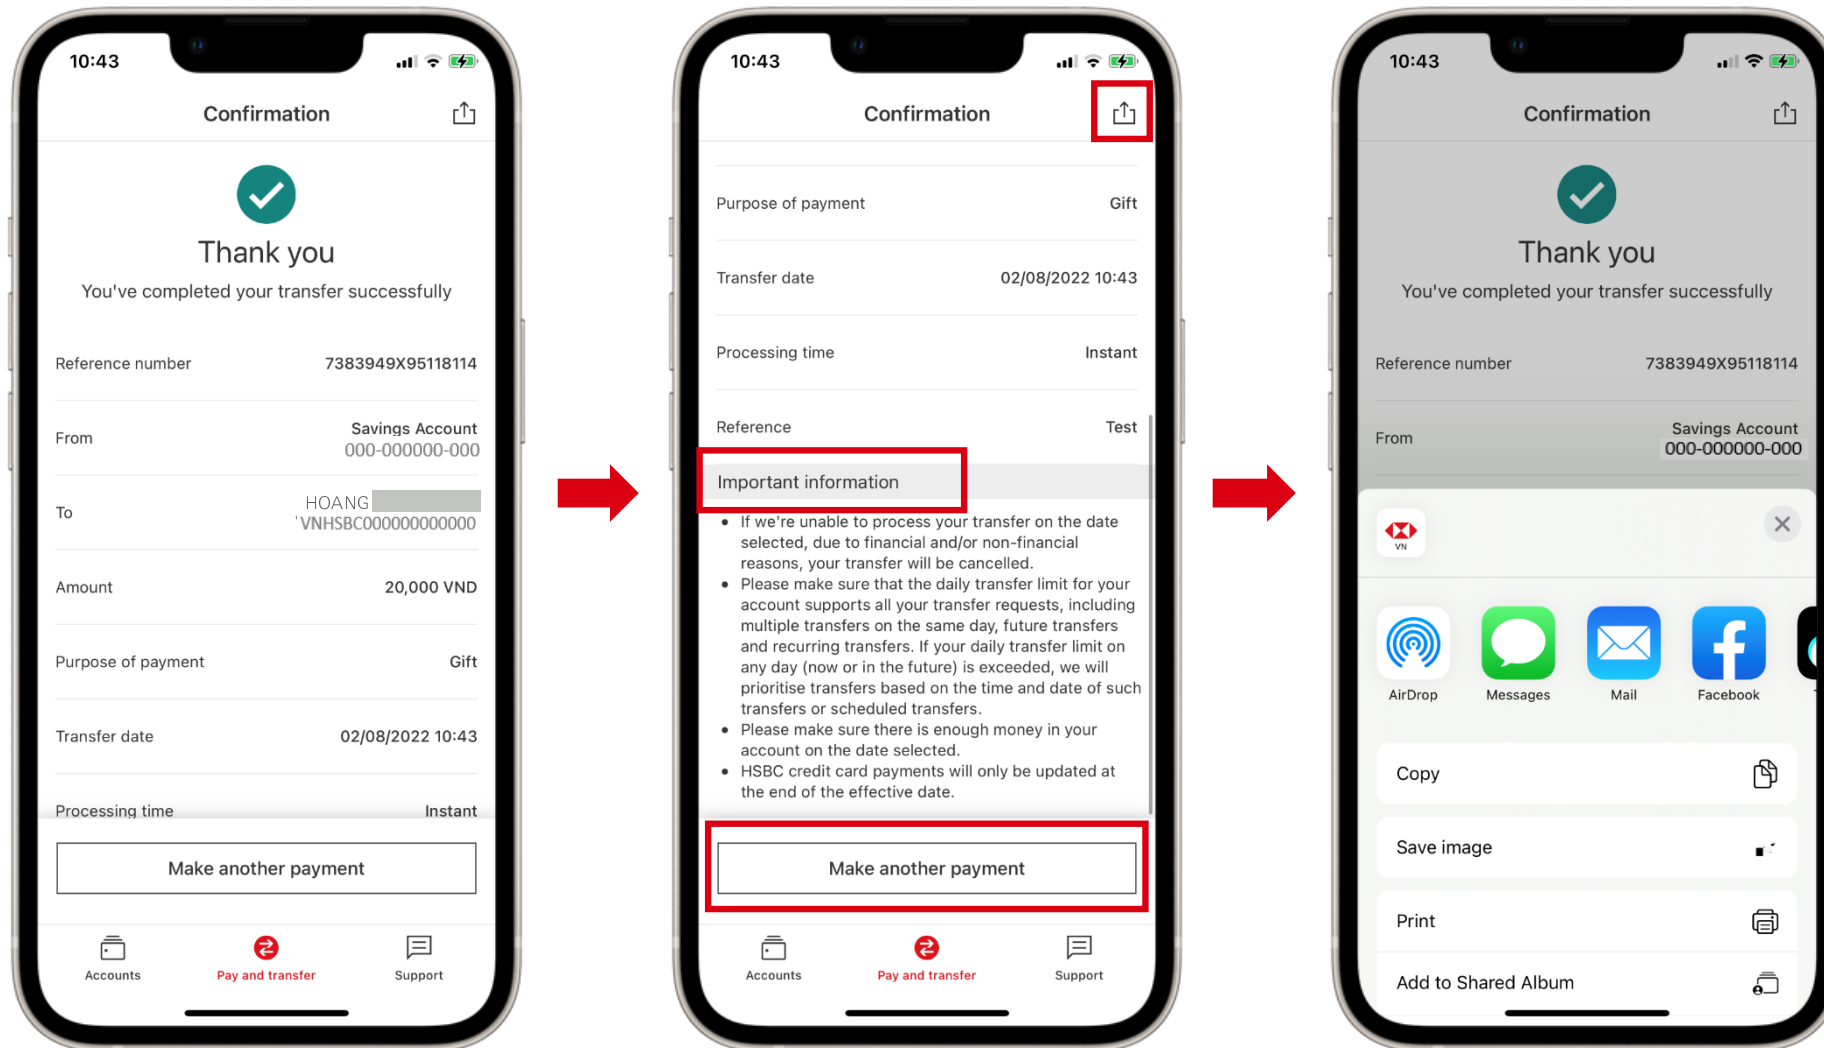 10:43
Confirmation
Thank you
You've completed your transfer successfully
Reference number 7383949X95118114
From Savings Account
000-000000-000
To HOANG
VNHSBC000000000000
Amount 20,000 VND
Purpose of payment Gift
Transfer date 02/08/2022 10:43
Processing time Instant
Make another payment
Accounts Pay and transfer Support
10:43
Confirmation
Purpose of payment Gift
Transfer date 02/08/2022 10:43
Processing time Instant
Reference Test
Important information
• If we're unable to process your transfer on the date
selected, due to financial and/or non-financial
reasons, your transfer will be cancelled.
• Please make sure that the daily transfer limit for your
account supports all your transfer requests, including
multiple transfers on the same day, future transfers
and recurring transfers. If your daily transfer limit on
any day (now or in the future) is exceeded, we will
prioritise transfers based on the time and date of such
transfers or scheduled transfers.
• Please make sure there is enough money in your
account on the date selected.
• HSBC credit card payments will only be updated at
the end of the effective date.
Make another payment
Accounts Pay and transfer Support
10:43
Confirmation
Thank you
You've completed your transfer successfully
Reference number 7383949X95118114
From Savings Account
000-000000-000
VN
AirDrop Messages Mail Facebook
Copy
Save image
Print
Add to Shared Album